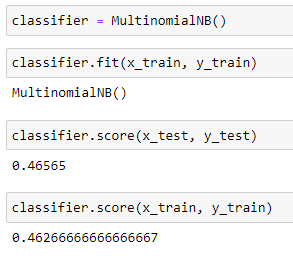 classifier = MultinomialNB()
classifier.fit(x_train, y_train)
MultinomialNB()
classifier.score(x_test, y_test)
0.46565
classifier.score(x_train, y_train)
0.46266666666666667